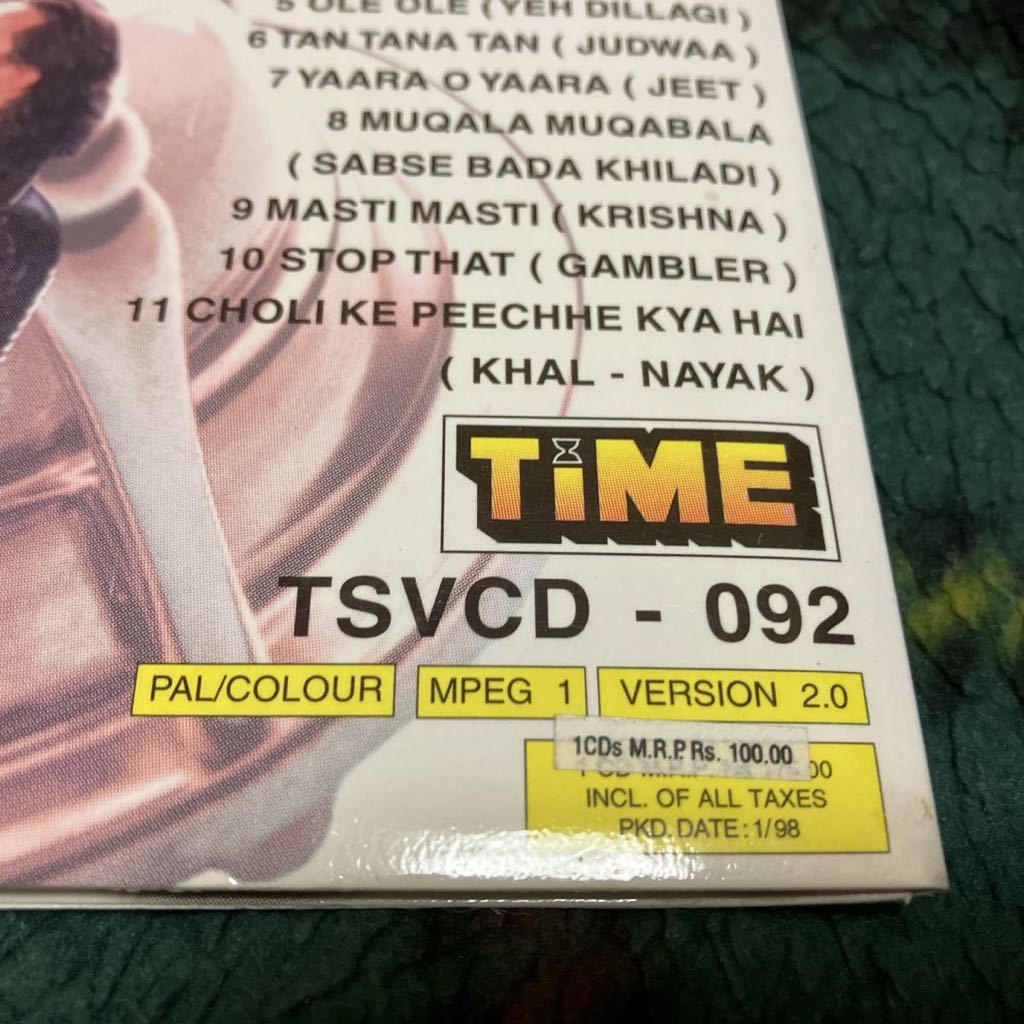 5 OLE OLE (YEH DILLAGI )
6 TAN TANA TAN ( JUDWAA )
7 YAARA O YAARA ( JEET )
8 MUQALA MUQABALA
( SABSE BADA KHILADI )
9 MASTI MASTI ( KRISHNA )
10 STOP THAT ( GAMBLER )
11 CHOLI KE PEECHHE KYA HAI
( KHAL - NAYAK )
TiME
TSVCD - 092
PAL/COLOUR MPEG 1 VERSION 2.0
1CDs M.R.P. Rs. 100.00
INCL. OF ALL TAXES
PKD. DATE : 1/98